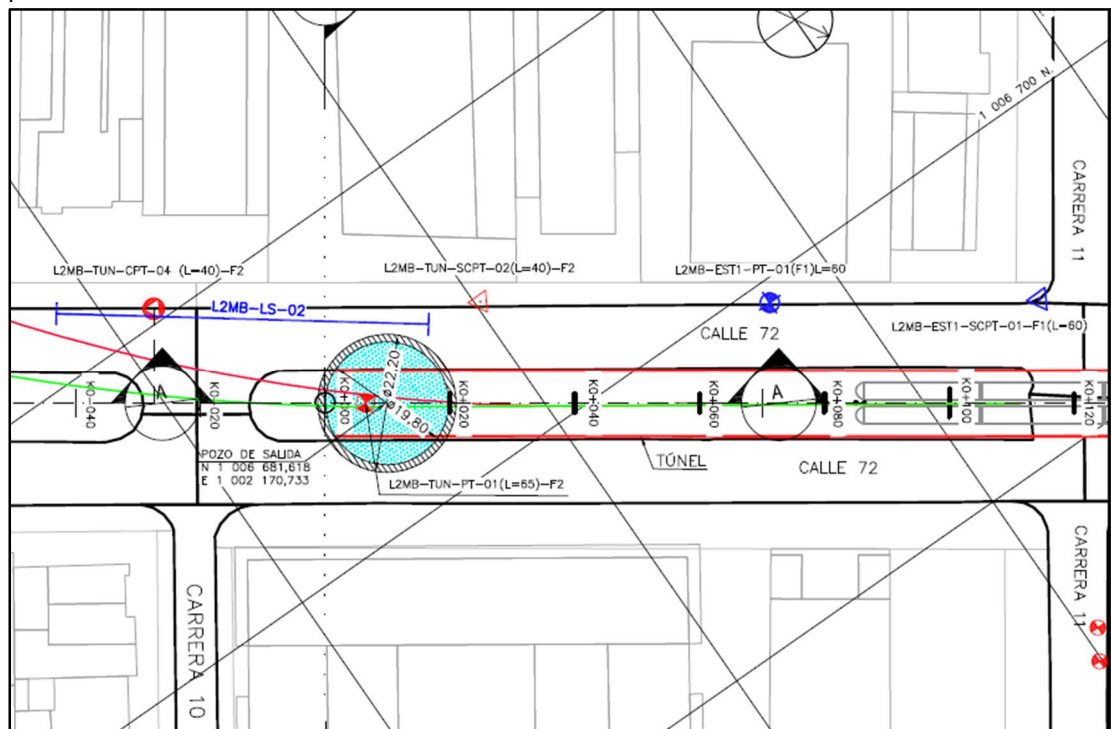 1 006 700 N.
CARRERA 11
L2MB-TUN-CPT-04 (L=40)-F2
L2MB-TUN-SCPT-02(L=40)-F2
L2MB-EST1-PT-01(F1)L=60
L2MB-LS-02
CALLE 72
L2MB-EST1-SCPT-01-F1(L=60)
A
A
K0-040
K0-020
K0+000
K0+020
K0+040
K0+060
K0+080
K0+100
K0+120
ø22,20
ø19,80
POZO DE SALIDA
N 1 006 681,618
E 1 002 170,733
TÚNEL
CALLE 72
L2MB-TUN-PT-01(L=65)-F2
CARRERA 10
CARRERA 11